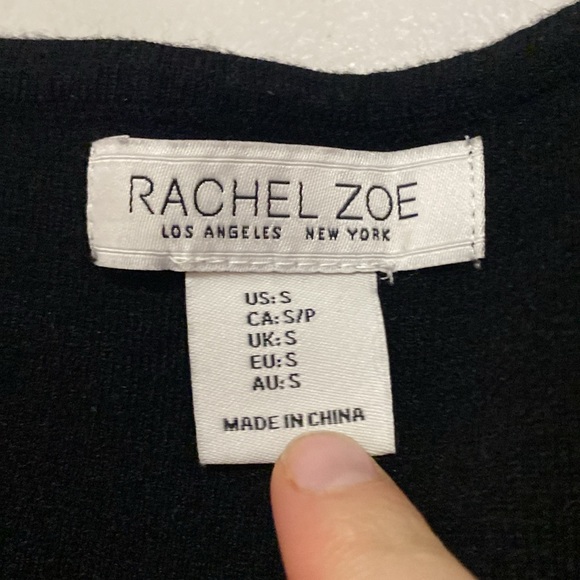 RACHEL ZOE
LOS ANGELES NEW YORK
US: S
CA: S/P
UK: S
EU: S
AU: S
MADE IN CHINA